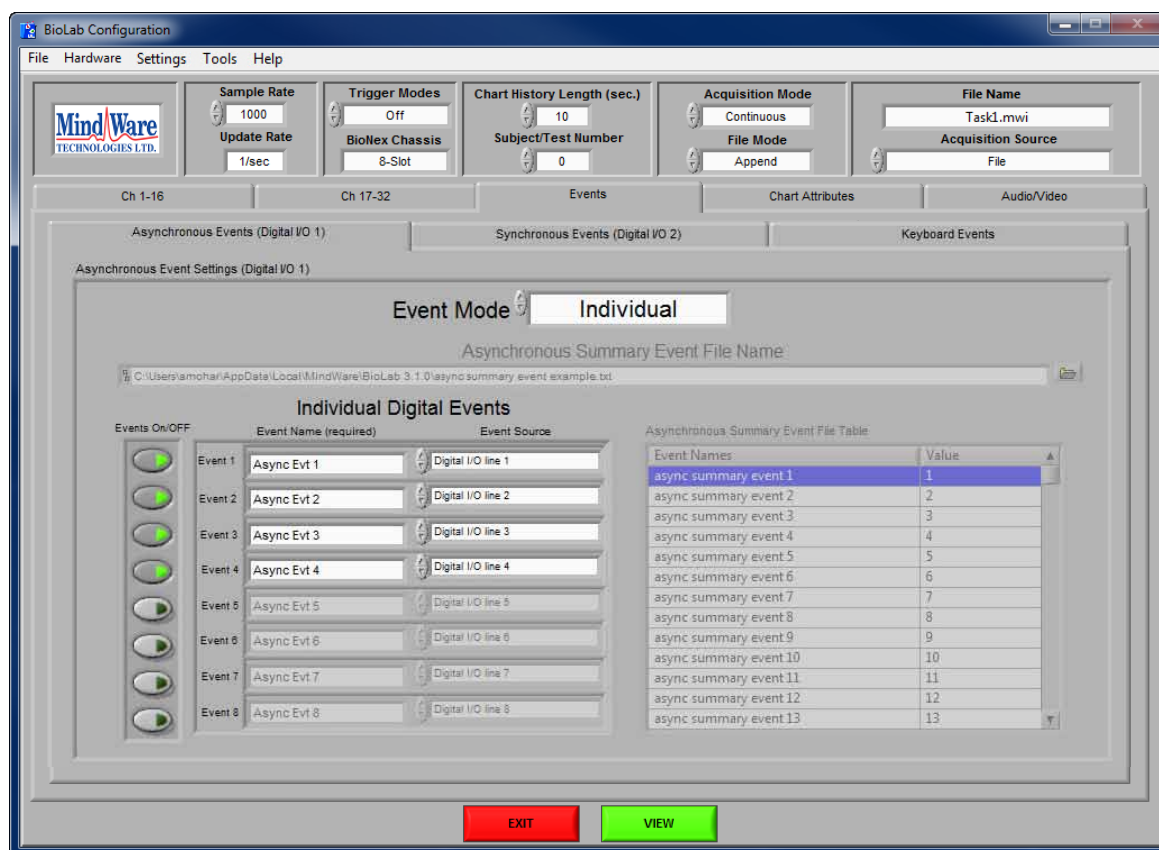 BioLab Configuration
File Hardware Settings Tools Help
MindWare
TECHNOLOGIES LTD.
Sample Rate
1000
Update Rate
1/sec
Trigger Modes
Off
BioNex Chassis
8-Slot
Chart History Length (sec.)
10
Subject/Test Number
0
Acquisition Mode
Continuous
File Mode
Append
File Name
Task1.mwi
Acquisition Source
File
Ch 1-16 Ch 17-32 Events Chart Attributes Audio/Video
Asynchronous Events (Digital I/O 1) Synchronous Events (Digital I/O 2) Keyboard Events
Asynchronous Event Settings (Digital I/O 1)
Event Mode Individual
Asynchronous Summary Event File Name
C:\Users\amohar\AppData\Local\MindWare\BioLab 3.1.0\async summary event example.txt
Individual Digital Events
Events On/OFF Event Name (required) Event Source
Event 1 Async Evt 1 Digital I/O line 1
Event 2 Async Evt 2 Digital I/O line 2
Event 3 Async Evt 3 Digital I/O line 3
Event 4 Async Evt 4 Digital I/O line 4
Event 5 Async Evt 5 Digital I/O line 5
Event 6 Async Evt 6 Digital I/O line 6
Event 7 Async Evt 7 Digital I/O line 7
Event 8 Async Evt 8 Digital I/O line 8
Asynchronous Summary Event File Table
Event Names Value
async summary event 1 1
async summary event 2 2
async summary event 3 3
async summary event 4 4
async summary event 5 5
async summary event 6 6
async summary event 7 7
async summary event 8 8
async summary event 9 9
async summary event 10 10
async summary event 11 11
async summary event 12 12
async summary event 13 13
EXIT VIEW